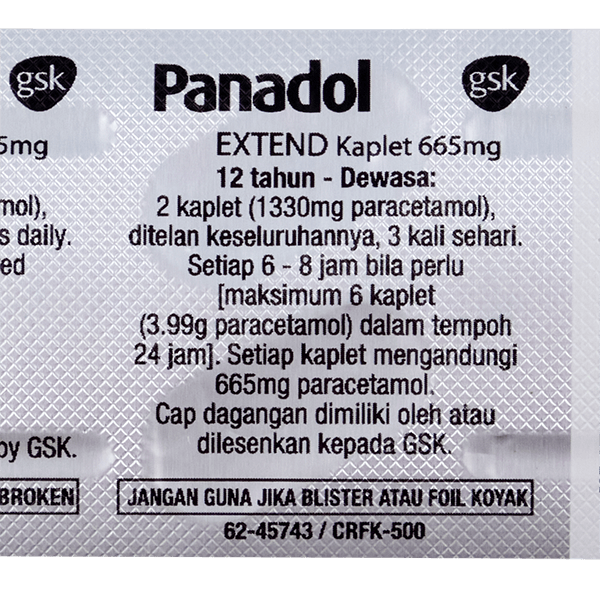 gsk Panadol gsk
5mg EXTEND Kaplet 665mg
12 tahun - Dewasa:
mol), 2 kaplet (1330mg paracetamol),
s daily. ditelan keseluruhannya, 3 kali sehari.
ed Setiap 6 - 8 jam bila perlu
[maksimum 6 kaplet
(3.99g paracetamol) dalam tempoh
24 jam]. Setiap kaplet mengandungi
665mg paracetamol.
Cap dagangan dimiliki oleh atau
by GSK. dilesenkan kepada GSK.
BROKEN JANGAN GUNA JIKA BLISTER ATAU FOIL KOYAK
62-45743 / CRFK-500